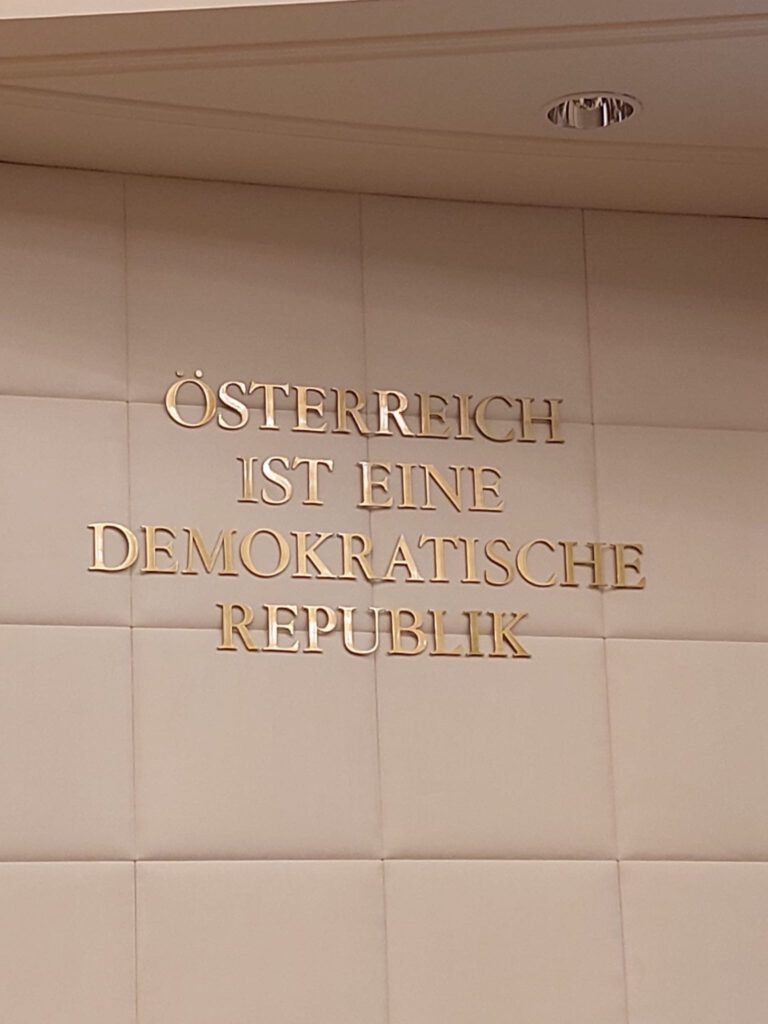 ÖSTERREICH
IST EINE
DEMOKRATISCHE
REPUBLIK